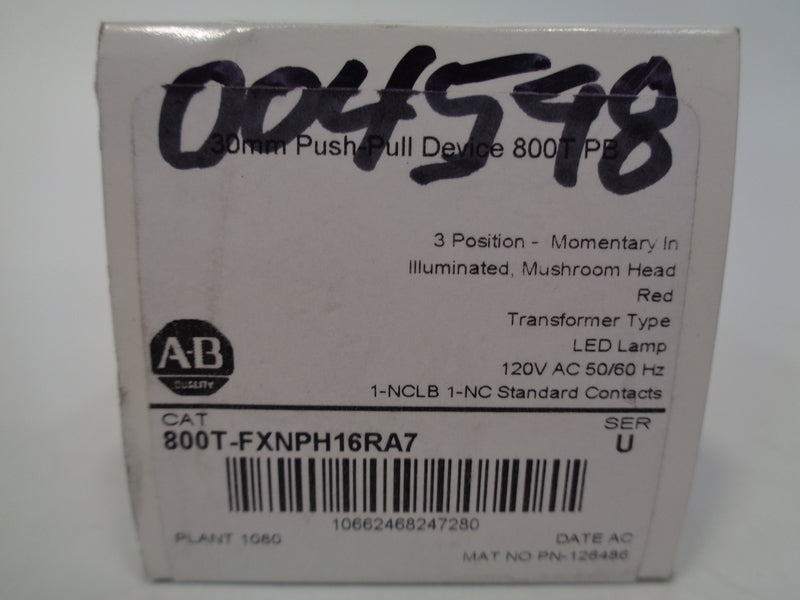 004598
30mm Push-Pull Device 800T PB
3 Position - Momentary In
Illuminated, Mushroom Head
Red
Transformer Type
LED Lamp
120V AC 50/60 Hz
1-NCLB 1-NC Standard Contacts
A-B
QUALITY
CAT SER
800T-FXNPH16RA7 U
10662468247280
PLANT 1080 DATE AC
MAT NO PN-126486